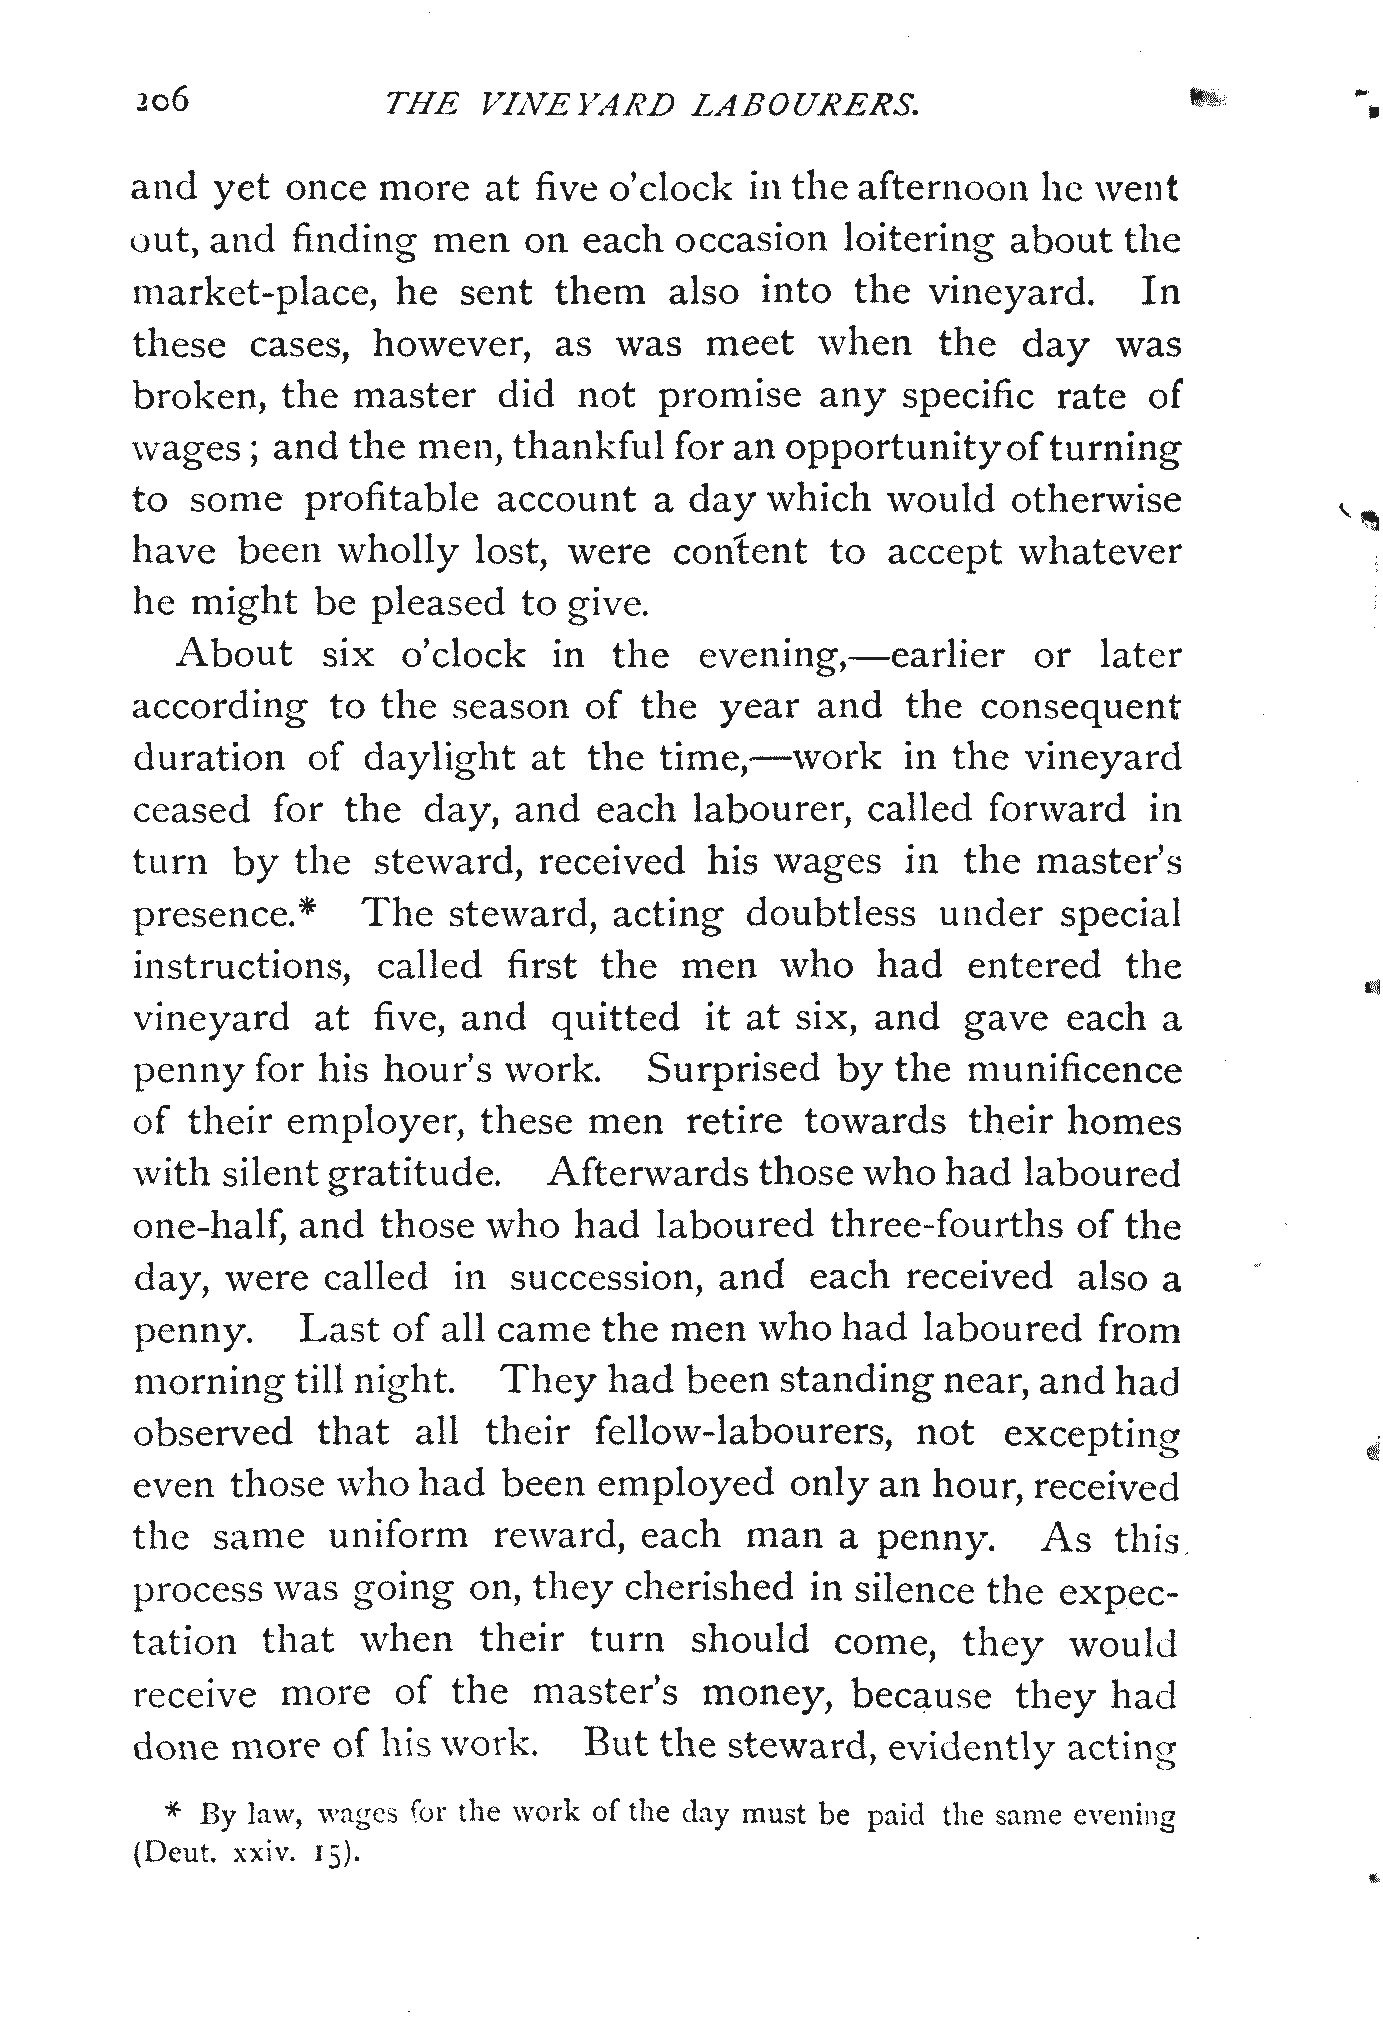 206 THE VINEYARD LABOURERS.
and yet once more at five o'clock in the afternoon he went
out, and finding men on each occasion loitering about the
market-place, he sent them also into the vineyard. In
these cases, however, as was meet when the day was
broken, the master did not promise any specific rate of
wages; and the men, thankful for an opportunity of turning
to some profitable account a day which would otherwise
have been wholly lost, were content to accept whatever
he might be pleased to give.
About six o'clock in the evening,—earlier or later
according to the season of the year and the consequent
duration of daylight at the time,—work in the vineyard
ceased for the day, and each labourer, called forward in
turn by the steward, received his wages in the master's
presence.* The steward, acting doubtless under special
instructions, called first the men who had entered the
vineyard at five, and quitted it at six, and gave each a
penny for his hour's work. Surprised by the munificence
of their employer, these men retire towards their homes
with silent gratitude. Afterwards those who had laboured
one-half, and those who had laboured three-fourths of the
day, were called in succession, and each received also a
penny. Last of all came the men who had laboured from
morning till night. They had been standing near, and had
observed that all their fellow-labourers, not excepting
even those who had been employed only an hour, received
the same uniform reward, each man a penny. As this
process was going on, they cherished in silence the expec-
tation that when their turn should come, they would
receive more of the master's money, because they had
done more of his work. But the steward, evidently acting
* By law, wages for the work of the day must be paid the same evening
(Deut. xxiv. 15).